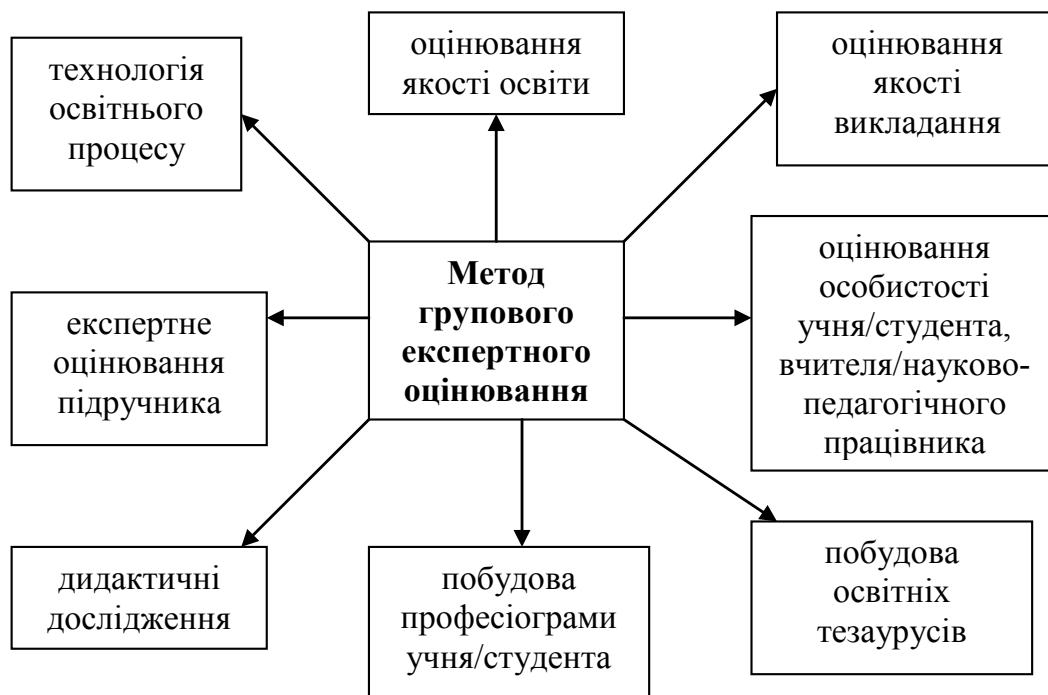 технологія
освітнього
процесу
оцінювання
якості освіти
оцінювання
якості
викладання
експертне
оцінювання
підручника
Метод
групового
експертного
оцінювання
оцінювання
особистості
учня/студента,
вчителя/науково-
педагогічного
працівника
дидактичні
дослідження
побудова
професіограми
учня/студента
побудова
освітніх
тезаурусів